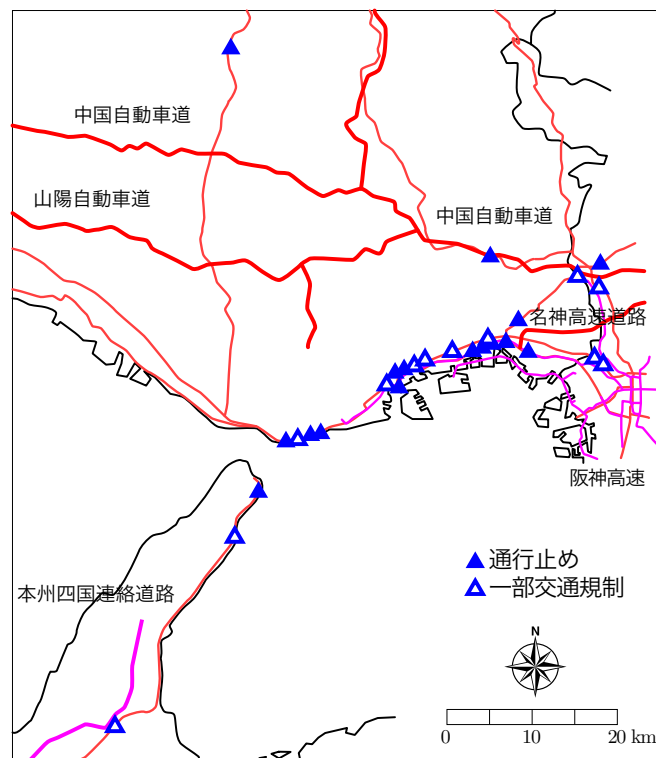 中国自動車道
山陽自動車道
中国自動車道
名神高速道路
阪神高速
通行止め
一部交通規制
本州四国連絡道路
N
0 10 20 km